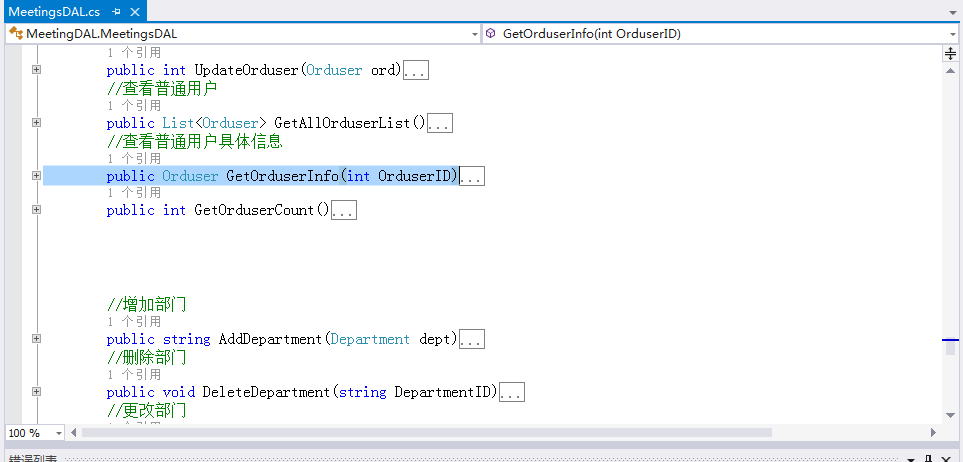 MeetingsDAL.cs
MeetingDAL.MeetingsDAL GetOrduserInfo(int OrduserID)
1 个引用
public int UpdateOrduser(Orduser ord)...
//查看普通用户
1 个引用
public List<Orduser> GetAllOrduserList()...
//查看普通用户具体信息
1 个引用
public Orduser GetOrduserInfo(int OrduserID)...
1 个引用
public int GetOrduserCount()...
//增加部门
1 个引用
public string AddDepartment(Department dept)...
//删除部门
1 个引用
public void DeleteDepartment(string DepartmentID)...
//更改部门
100 %
错误列表